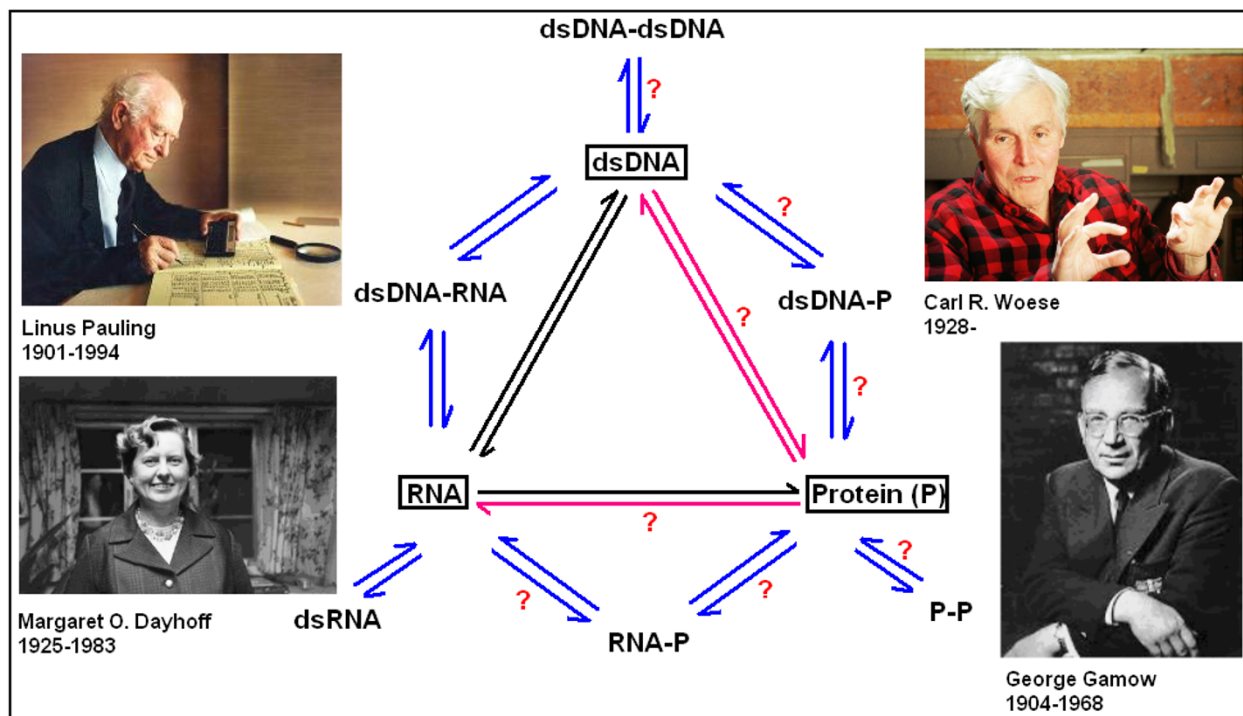 dsDNA-dsDNA
?
dsDNA
?
dsDNA-RNA
dsDNA-P
?
?
Linus Pauling
1901-1994
Carl R. Woese
1928-
RNA
Protein (P)
?
?
?
?
dsRNA
RNA-P
P-P
Margaret O. Dayhoff
1925-1983
George Gamow
1904-1968